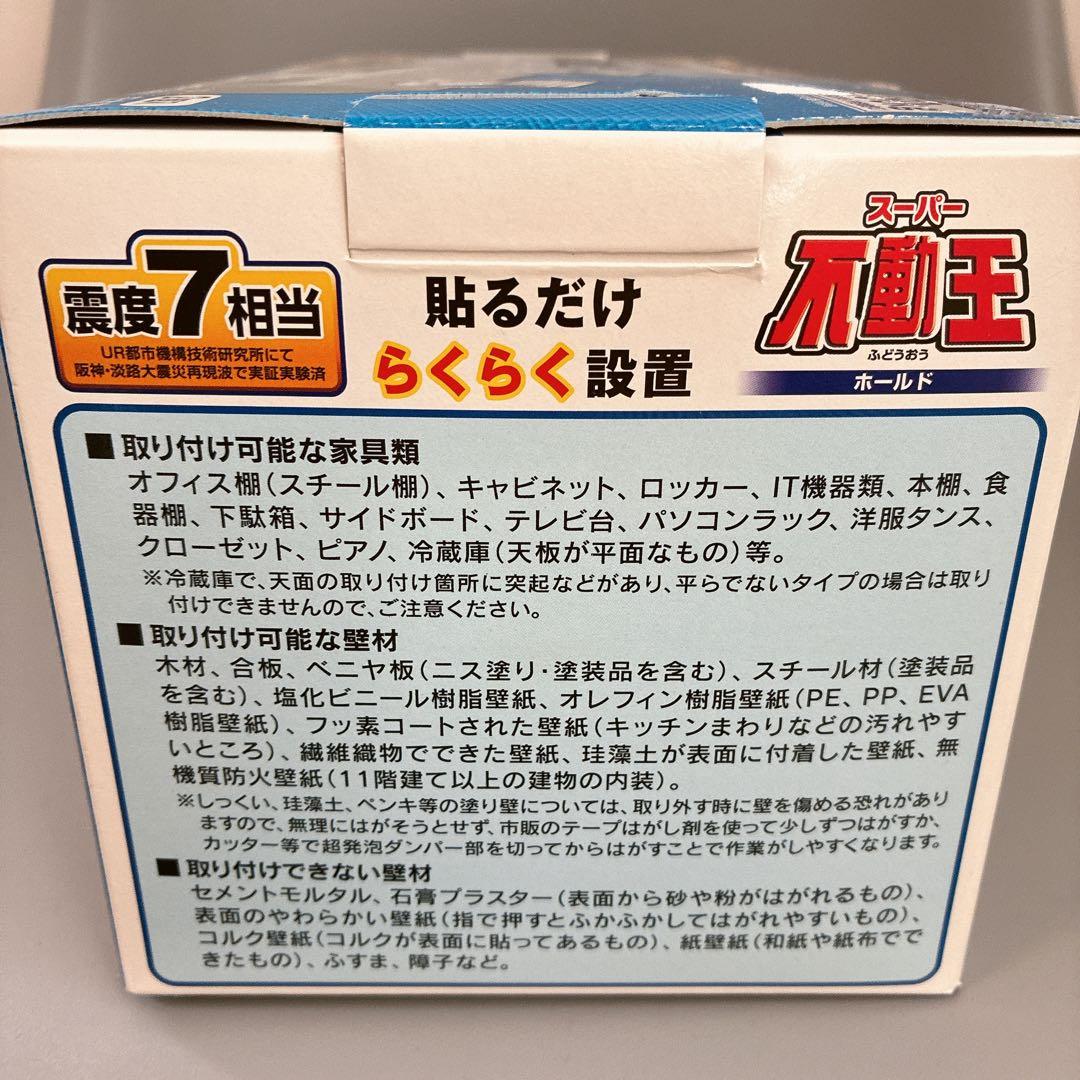 震度7相当
UR都市機構技術研究所にて
阪神・淡路大震災再現波で実証実験済
貼るだけ
らくらく設置
スーパー
不動王
ふどうおう
ホールド
■取り付け可能な家具類
オフィス棚（スチール棚）、キャビネット、ロッカー、IT機器類、本棚、食
器棚、下駄箱、サイドボード、テレビ台、パソコンラック、洋服タンス、
クローゼット、ピアノ、冷蔵庫（天板が平面なもの）等。
※冷蔵庫で、天面の取り付け箇所に突起などがあり、平らでないタイプの場合は取り
付けできませんので、ご注意ください。
■取り付け可能な壁材
木材、合板、ベニヤ板（ニス塗り・塗装品を含む）、スチール材（塗装品
を含む）、塩化ビニール樹脂壁紙、オレフィン樹脂壁紙（PE、PP、EVA
樹脂壁紙）、フッ素コートされた壁紙（キッチンまわりなどの汚れやす
いところ）、繊維織物でできた壁紙、珪藻土が表面に付着した壁紙、無
機質防火壁紙（11階建て以上の建物の内装）。
※しっくい、珪藻土、ペンキ等の塗り壁については、取り外す時に壁を傷める恐れがあり
ますので、無理にはがそうとせず、市販のテープはがし剤を使って少しずつはがすか、
カッター等で超発泡ダンパー部を切ってからはがすことで作業がしやすくなります。
■取り付けできない壁材
セメントモルタル、石膏プラスター（表面から砂や粉がはがれるもの）、
表面のやわらかい壁紙（指で押すとふかふかしてはがれやすいもの）、
コルク壁紙（コルクが表面に貼ってあるもの）、紙壁紙（和紙や紙布でで
きたもの）、ふすま、障子など。